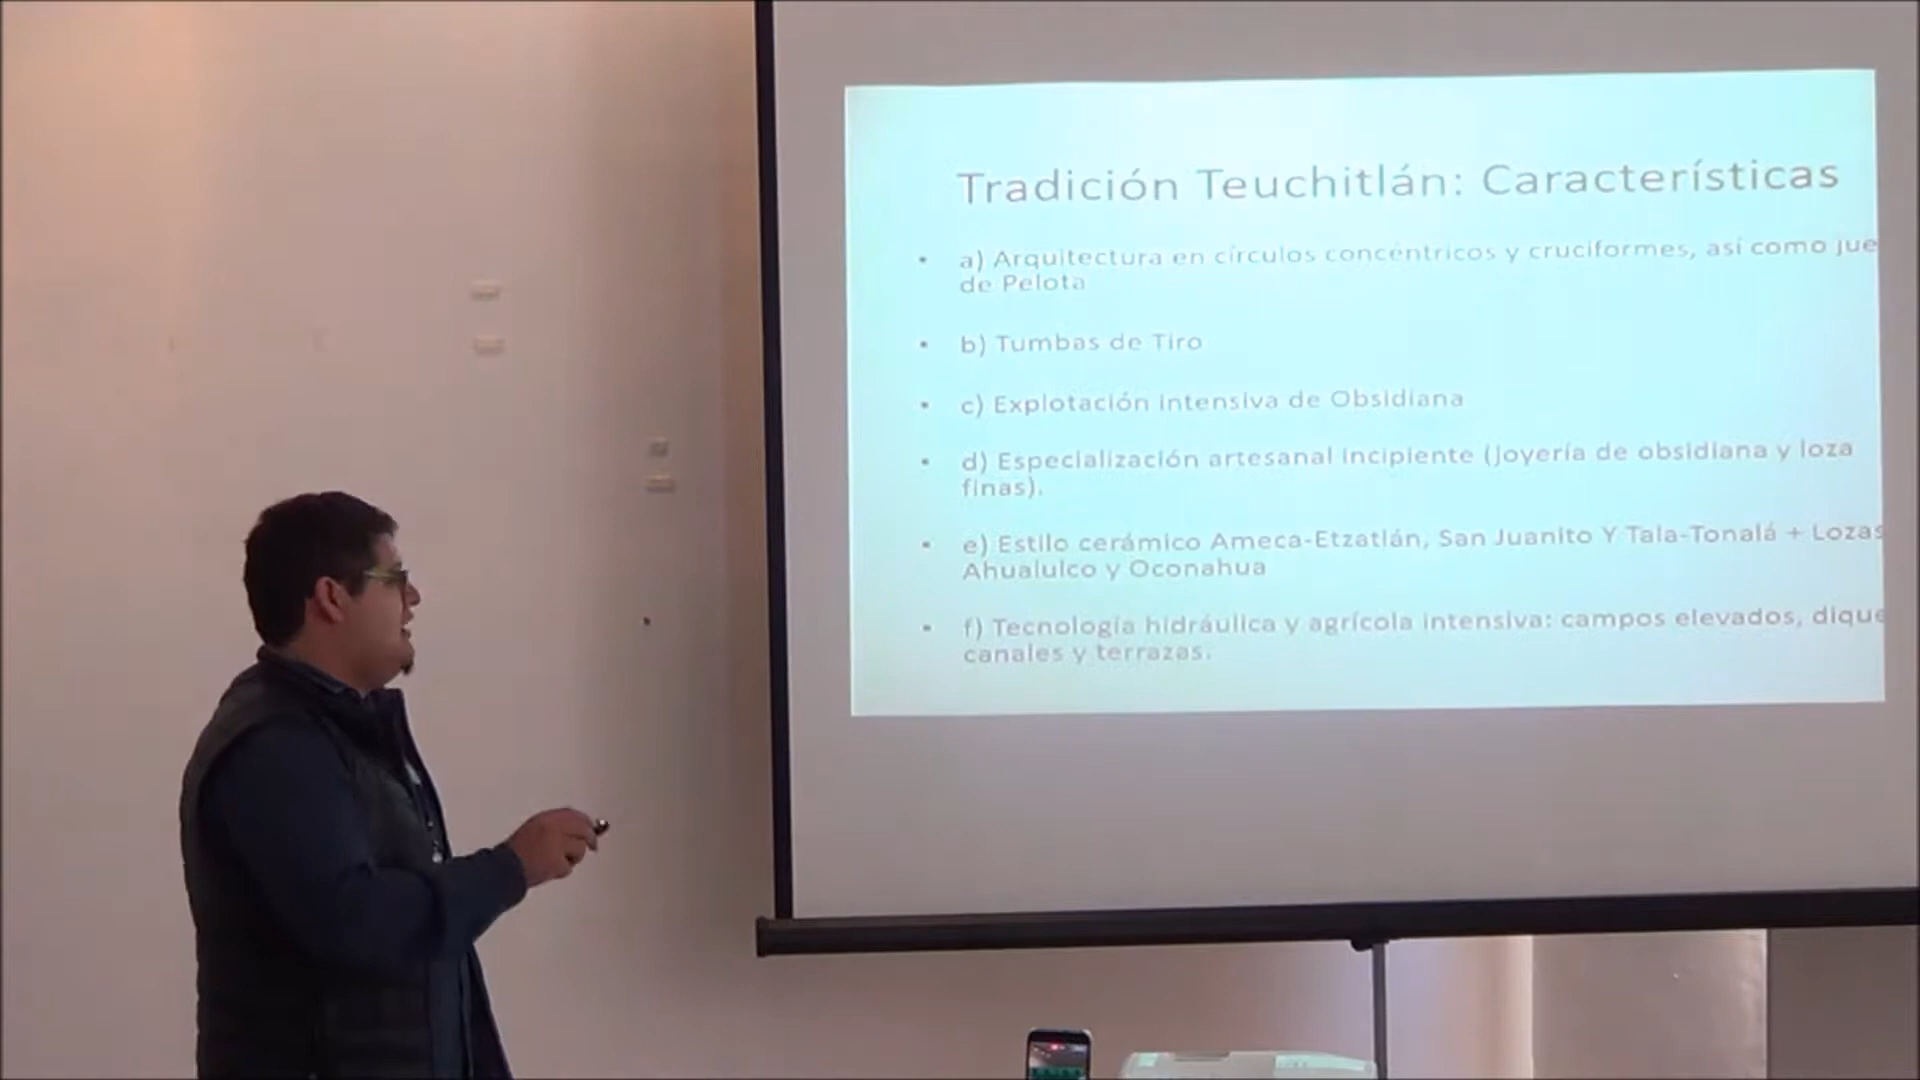 Tradición Teuchitlán: Características
• a) Arquitectura en círculos concéntricos y cruciformes, así como jue
de Pelota
• b) Tumbas de Tiro
• c) Explotación intensiva de Obsidiana
• d) Especialización artesanal incipiente (joyería de obsidiana y loza
finas).
• e) Estilo cerámico Ameca-Etzatlán, San Juanito Y Tala-Tonalá + Lozas
Ahualulco y Oconahua
• f) Tecnología hidráulica y agrícola intensiva: campos elevados, dique
canales y terrazas.